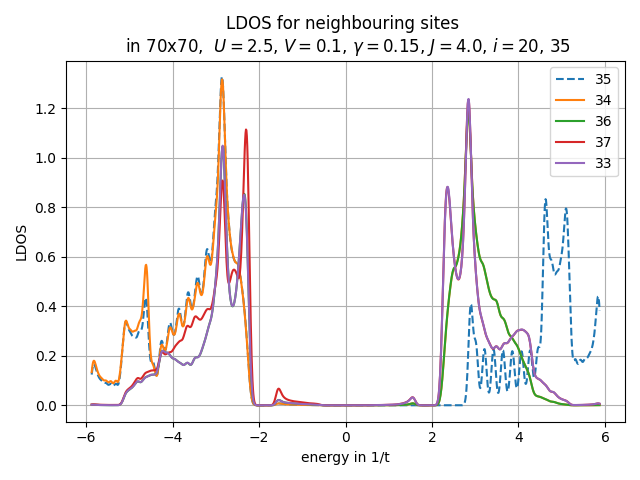 LDOS for neighbouring sites
in 70x70, U = 2.5, V = 0.1, γ = 0.15, J = 4.0, i = 20, 35
35
34
36
37
33
LDOS
1.2
1.0
0.8
0.6
0.4
0.2
0.0
−6 −4 −2 0 2 4 6
energy in 1/t